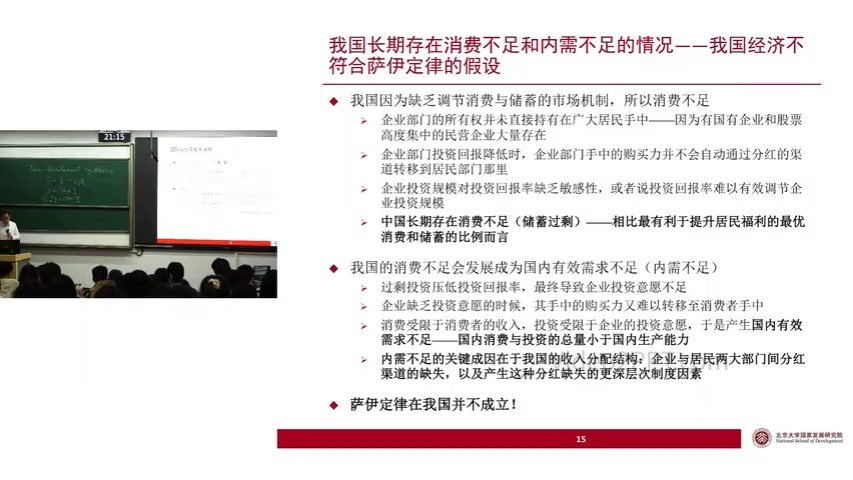 我国长期存在消费不足和内需不足的情况——我国经济不
符合萨伊定律的假设
我国因为缺乏调节消费与储蓄的市场机制，所以消费不足
企业部门的所有权并未直接持有在广大居民手中——因为有国有企业和股票
高度集中的民营企业大量存在
企业部门投资回报降低时，企业部门手中的购买力并不会自动通过分红的渠
道转移到居民部门那里
企业投资规模对投资回报率缺乏敏感性，或者说投资回报率难以有效调节企
业投资规模
中国长期存在消费不足（储蓄过剩）——相比最有利于提升居民福利的最优
消费和储蓄的比例而言
我国的消费不足会发展成为国内有效需求不足（内需不足）
过剩投资压低投资回报率，最终导致企业投资意愿不足
企业缺乏投资意愿的时候，其手中的购买力又难以转移至消费者手中
消费受限于消费者的收入，投资受限于企业的投资意愿，于是产生国内有效
需求不足——国内消费与投资的总量小于国内生产能力
内需不足的关键成因在于我国的收入分配结构：企业与居民两大部门间分红
渠道的缺失，以及产生这种分红缺失的更深层次制度因素
萨伊定律在我国并不成立！
21:15
15
北京大学国家发展研究院
National School of Development